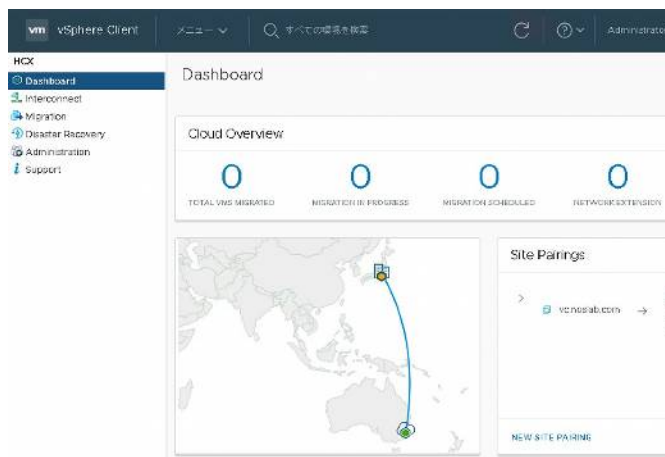 vm vSphere Client メニュー すべての環境を検索 Administrator
HCX
Dashboard
Interconnect
Migration
Disaster Recovery
Administration
Support
Dashboard
Cloud Overview
0 0 0 0
TOTAL VMS MIGRATED MIGRATION IN PROGRESS MIGRATION SCHEDULED NETWORK EXTENSION
Site Pairings
vc.nuslab.com
NEW SITE PAIRING